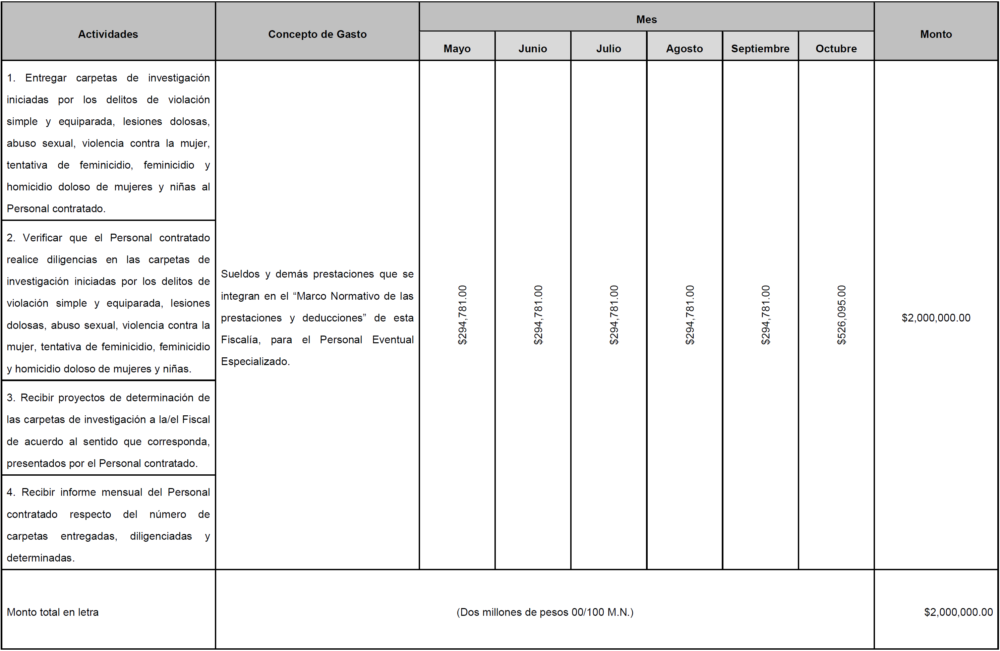 Actividades
Concepto de Gasto
Mes
Monto
Mayo
Junio
Julio
Agosto
Septiembre
Octubre
1. Entregar carpetas de investigación
iniciadas por los delitos de violación
simple y equiparada, lesiones dolosas,
abuso sexual, violencia contra la mujer,
tentativa de feminicidio, feminicidio y
homicidio doloso de mujeres y niñas al
Personal contratado.
2. Verificar que el Personal contratado
realice diligencias en las carpetas de
investigación iniciadas por los delitos de
violación simple y equiparada, lesiones
dolosas, abuso sexual, violencia contra la
mujer, tentativa de feminicidio, feminicidio
y homicidio doloso de mujeres y niñas.
3. Recibir proyectos de determinación de
las carpetas de investigación a la/el Fiscal
de acuerdo al sentido que corresponda,
presentados por el Personal contratado.
4. Recibir informe mensual del Personal
contratado respecto del número de
carpetas entregadas, diligenciadas y
determinadas.
Sueldos y demás prestaciones que se
integran en el “Marco Normativo de las
prestaciones y deducciones” de esta
Fiscalía, para el Personal Eventual
Especializado.
$294,781.00
$294,781.00
$294,781.00
$294,781.00
$294,781.00
$526,095.00
$2,000,000.00
Monto total en letra
(Dos millones de pesos 00/100 M.N.)
$2,000,000.00